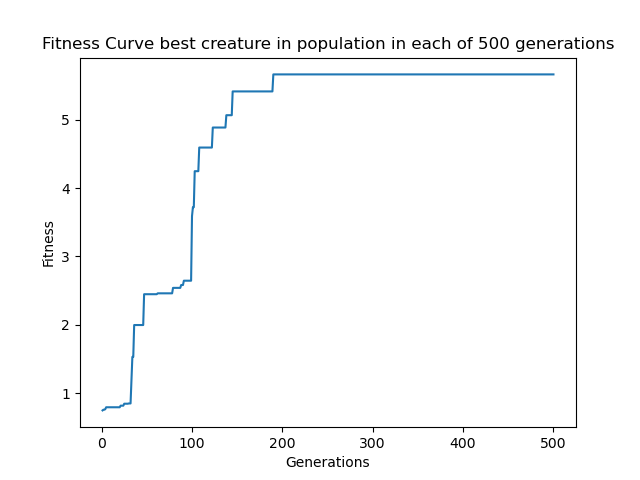 Fitness Curve best creature in population in each of 500 generations
5
4
3
2
1
Fitness
0 100 200 300 400 500
Generations